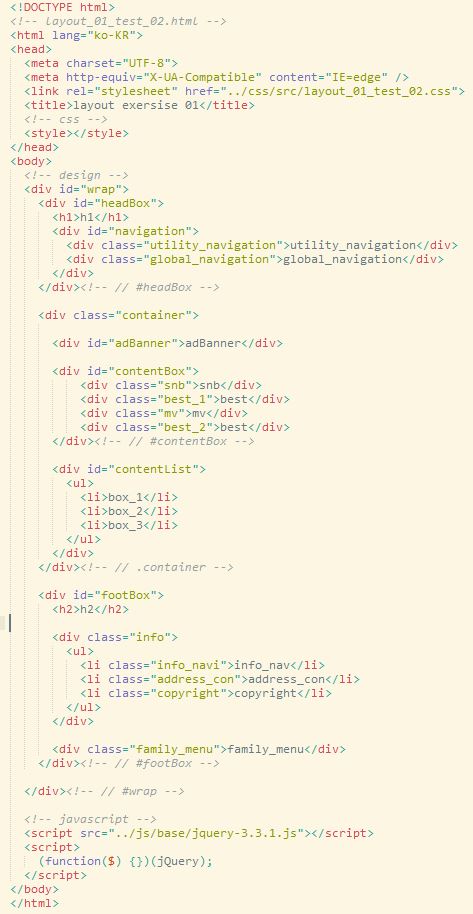 <!DOCTYPE html>
<!-- layout_01_test_02.html -->
<html lang="ko-KR">
<head>
  <meta charset="UTF-8">
  <meta http-equiv="X-UA-Compatible" content="IE=edge" />
  <link rel="stylesheet" href="../css/src/layout_01_test_02.css">
  <title>layout exersise 01</title>
  <!-- css -->
  <style></style>
</head>
<body>
  <!-- design -->
  <div id="wrap">
    <div id="headBox">
      <h1>h1</h1>
      <div id="navigation">
        <div class="utility_navigation">utility_navigation</div>
        <div class="global_navigation">global_navigation</div>
      </div>
    </div><!-- // #headBox -->

    <div class="container">

      <div id="adBanner">adBanner</div>

      <div id="contentBox">
          <div class="snb">snb</div>
          <div class="best_1">best</div>
          <div class="mv">mv</div>
          <div class="best_2">best</div>
      </div><!-- // #contentBox -->

      <div id="contentList">
        <ul>
          <li>box_1</li>
          <li>box_2</li>
          <li>box_3</li>
        </ul>
      </div>
    </div><!-- // .container -->

    <div id="footBox">
      <h2>h2</h2>

      <div class="info">
        <ul>
          <li class="info_navi">info_nav</li>
          <li class="address_con">address_con</li>
          <li class="copyright">copyright</li>
        </ul>
      </div>

      <div class="family_menu">family_menu</div>
    </div><!-- // #footBox -->

  </div><!-- // #wrap -->

  <!-- javascript -->
  <script src="../js/base/jquery-3.3.1.js"></script>
  <script>
    (function($) {})(jQuery);
  </script>
</body>
</html>